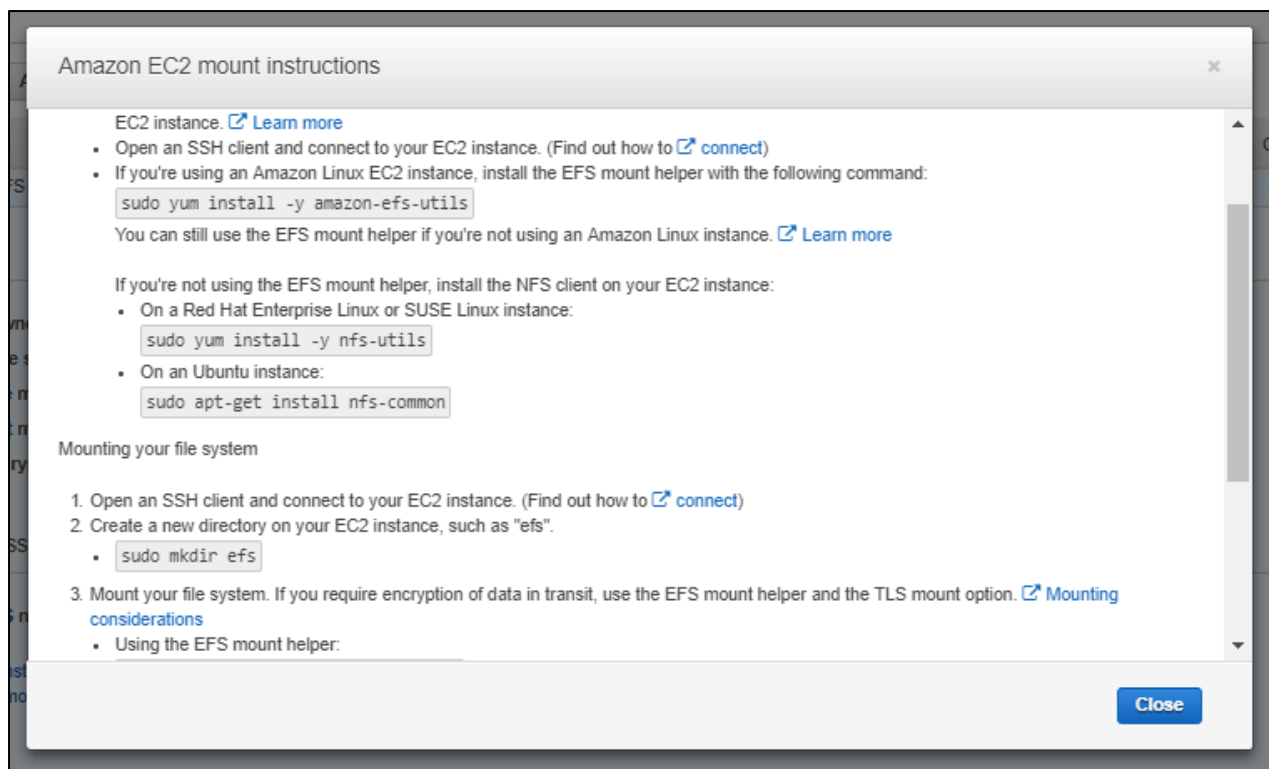 Amazon EC2 mount instructions
×
EC2 instance. Learn more
• Open an SSH client and connect to your EC2 instance. (Find out how to connect)
• If you're using an Amazon Linux EC2 instance, install the EFS mount helper with the following command:
sudo yum install -y amazon-efs-utils
You can still use the EFS mount helper if you're not using an Amazon Linux instance. Learn more
If you're not using the EFS mount helper, install the NFS client on your EC2 instance:
• On a Red Hat Enterprise Linux or SUSE Linux instance:
sudo yum install -y nfs-utils
• On an Ubuntu instance:
sudo apt-get install nfs-common
Mounting your file system
1. Open an SSH client and connect to your EC2 instance. (Find out how to connect)
2. Create a new directory on your EC2 instance, such as "efs".
• sudo mkdir efs
3. Mount your file system. If you require encryption of data in transit, use the EFS mount helper and the TLS mount option. Mounting
considerations
• Using the EFS mount helper:
Close